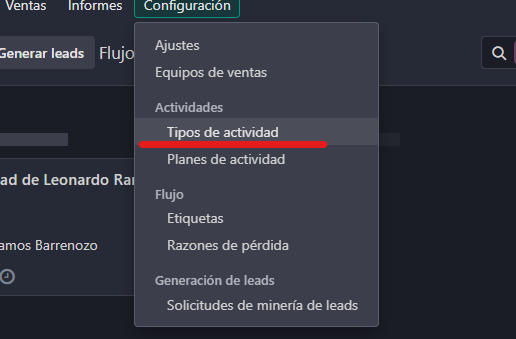 Ventas Informes Configuración
Generar leads Flujo
Ajustes
Equipos de ventas
Actividades
Tipos de actividad
Planes de actividad
ad de Leonardo Ra
Flujo
Etiquetas
amos Barrenozo
Razones de pérdida
Generación de leads
Solicitudes de minería de leads